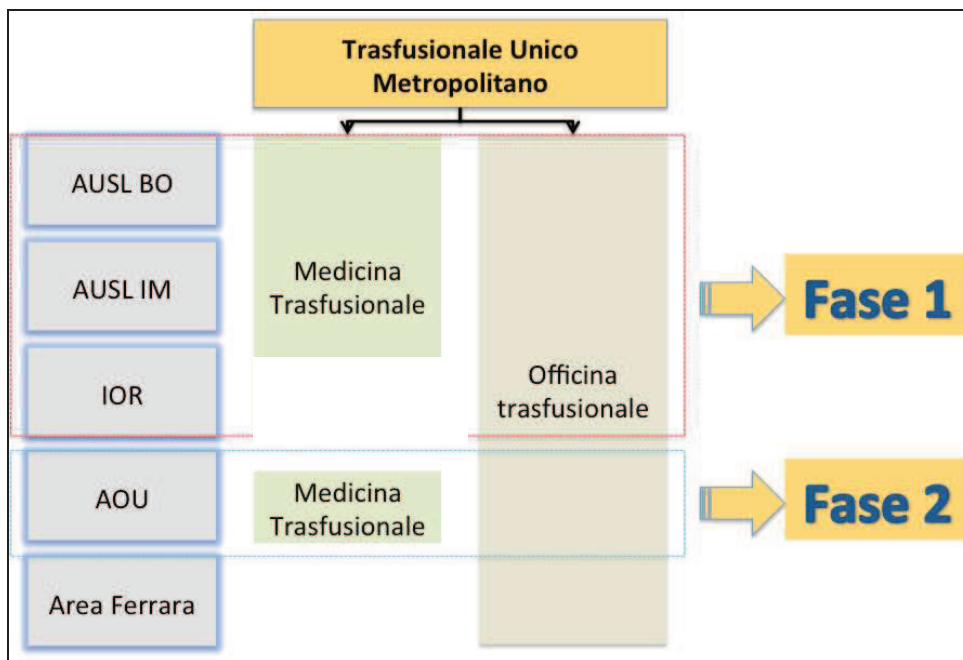 Trasfusionale Unico
Metropolitano
AUSL BO
AUSL IM
Medicina
Trasfusionale
Fase 1
IOR
Officina
trasfusionale
AOU
Medicina
Trasfusionale
Fase 2
Area Ferrara